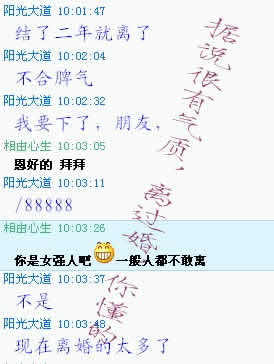 阳光大道 10:01:47
结了二年就离了
阳光大道 10:02:04
不合脾气
阳光大道 10:02:32
我要下了，朋友，
相由心生 10:03:05
恩好的 拜拜
阳光大道 10:03:11
/88888
相由心生 10:03:26
你是女强人吧 一般人都不敢离
阳光大道 10:03:37
不是
阳光大道 10:03:48
现在离婚的太多了
据说很有气质，离过婚
你懂的